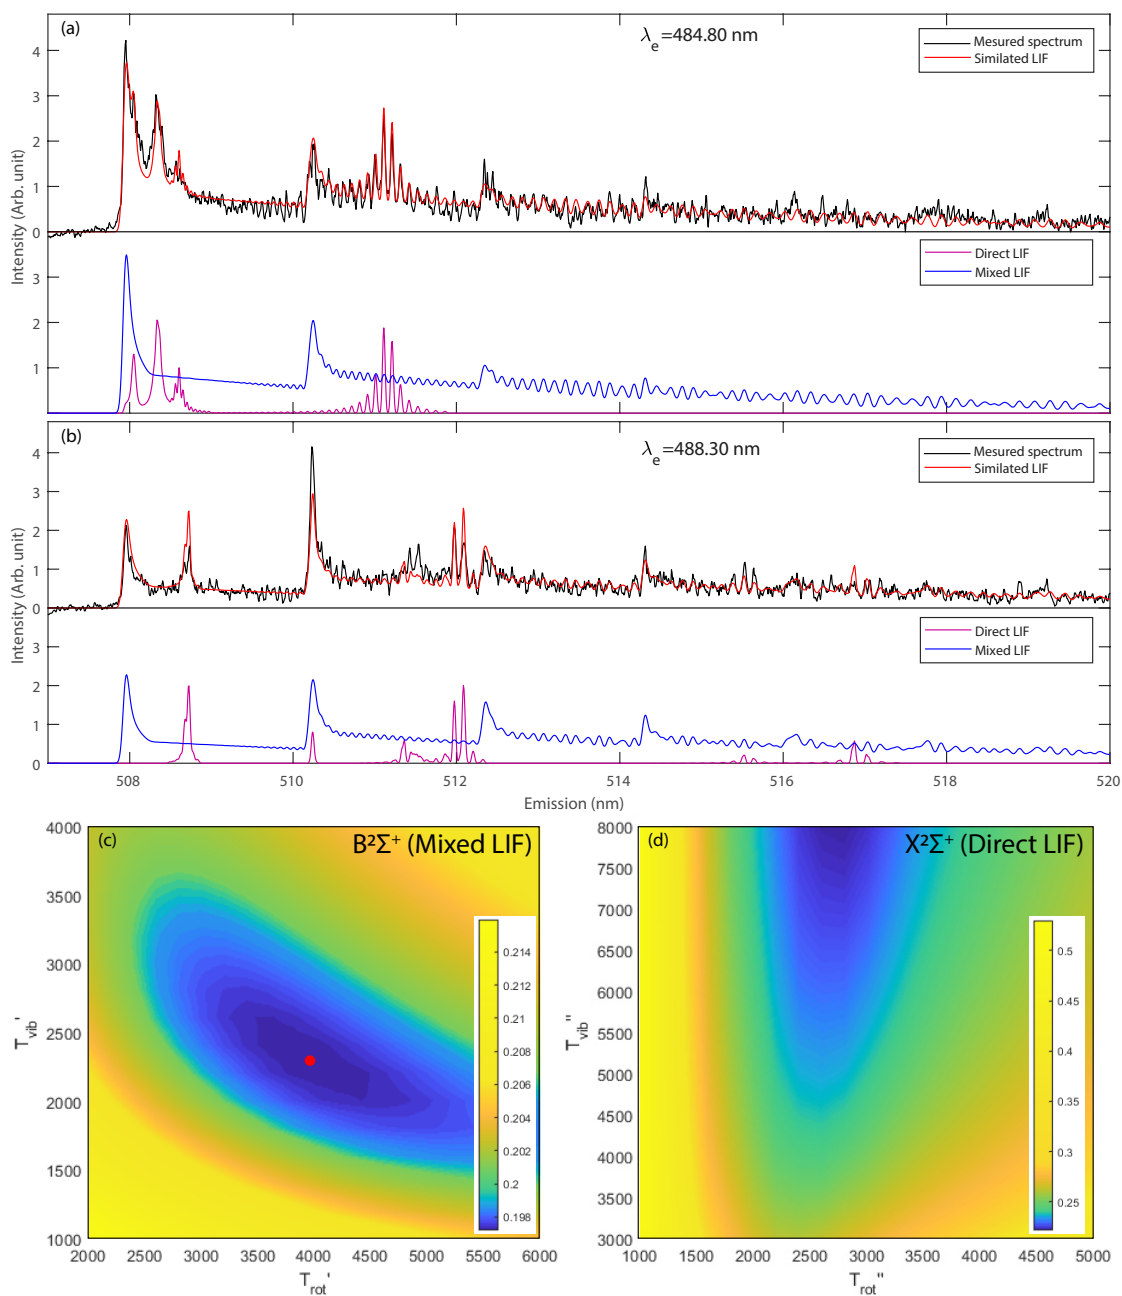 (a)
λe=484.80 nm
Mesured spectrum
Similated LIF
4
3
2
1
0
Intensity (Arb. unit)
Direct LIF
Mixed LIF
3
2
1
(b)
λe=488.30 nm
Mesured spectrum
Similated LIF
4
3
2
1
0
Intensity (Arb. unit)
Direct LIF
Mixed LIF
3
2
1
0
508 510 512 514 516 518 520
Emission (nm)
(c)
B²Σ⁺ (Mixed LIF)
4000
3500
3000
2500
2000
1500
1000
Tvib'
0.214
0.212
0.21
0.208
0.206
0.204
0.202
0.2
0.198
2000 2500 3000 3500 4000 4500 5000 5500 6000
Trot'
(d)
X²Σ⁺ (Direct LIF)
8000
7500
7000
6500
6000
5500
5000
4500
4000
3500
3000
Tvib"
0.5
0.45
0.4
0.35
0.3
0.25
1000 1500 2000 2500 3000 3500 4000 4500 5000
Trot"